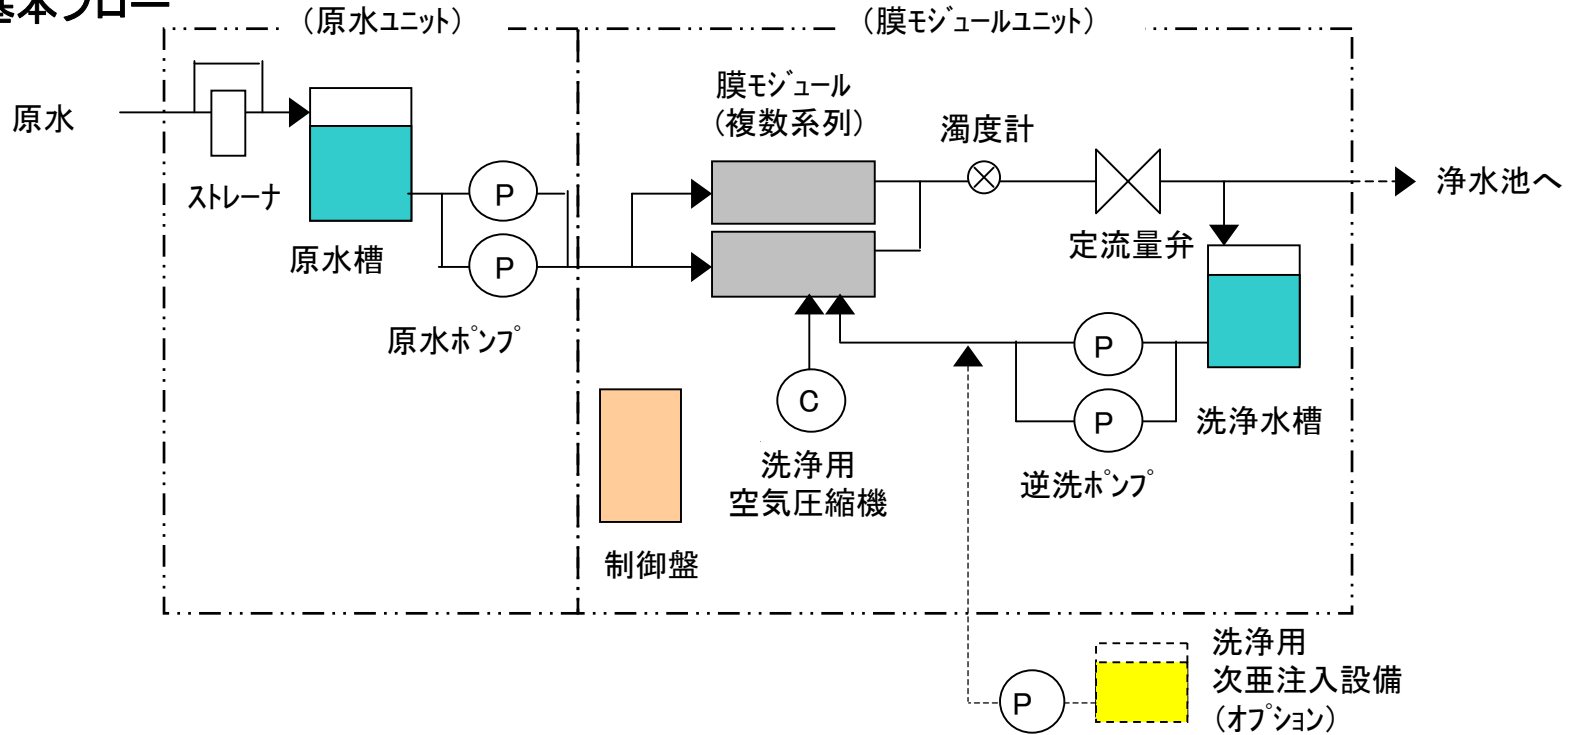 基本フロー
（原水ユニット）
（膜モジュールユニット）
原水
ストレーナ
原水槽
P
P
原水ポンプ
膜モジュール
（複数系列）
濁度計
定流量弁
浄水池へ
C
洗浄用
空気圧縮機
制御盤
P
P
逆洗ポンプ
洗浄水槽
P
洗浄用
次亜注入設備
（オプション）